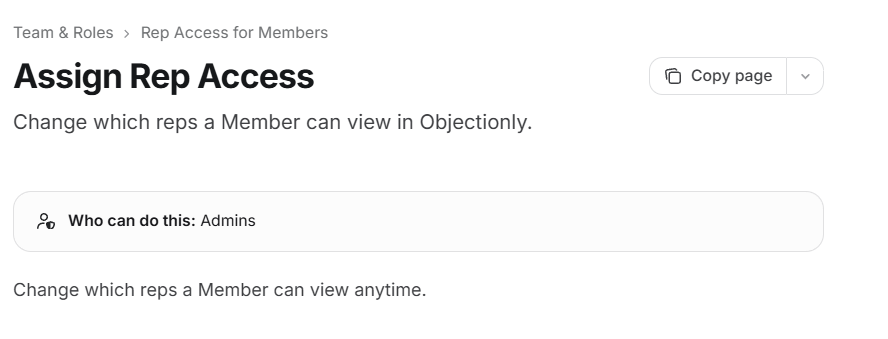 Team & Roles › Rep Access for Members
Assign Rep Access
Copy page
Change which reps a Member can view in Objectionly.
Who can do this: Admins
Change which reps a Member can view anytime.